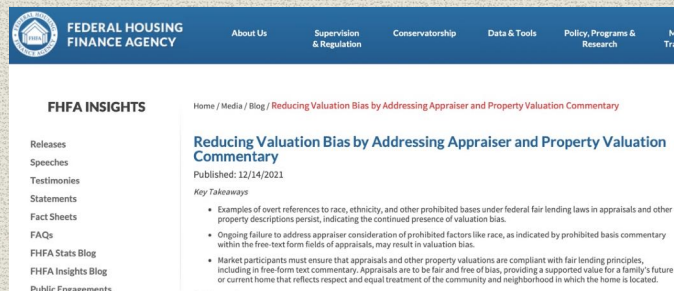 FEDERAL HOUSING
FINANCE AGENCY
About Us
Supervision
& Regulation
Conservatorship
Data & Tools
Policy, Programs &
Research
FHFA INSIGHTS
Home / Media / Blog / Reducing Valuation Bias by Addressing Appraiser and Property Valuation Commentary
Releases
Speeches
Testimonies
Statements
Fact Sheets
FAQs
FHFA Stats Blog
FHFA Insights Blog
Public Engagements
Reducing Valuation Bias by Addressing Appraiser and Property Valuation
Commentary
Published: 12/14/2021
Key Takeaways
• Examples of overt references to race, ethnicity, and other prohibited bases under federal fair lending laws in appraisals and other
property descriptions persist, indicating the continued presence of valuation bias.
• Ongoing failure to address appraiser consideration of prohibited factors like race, as indicated by prohibited basis commentary
within the free-text form fields of appraisals, may result in valuation bias.
• Market participants must ensure that appraisals and other property valuations are compliant with fair lending principles,
including in free-form text commentary. Appraisals are to be fair and free of bias, providing a supported value for a family's future
or current home that reflects respect and equal treatment of the community and neighborhood in which the home is located.